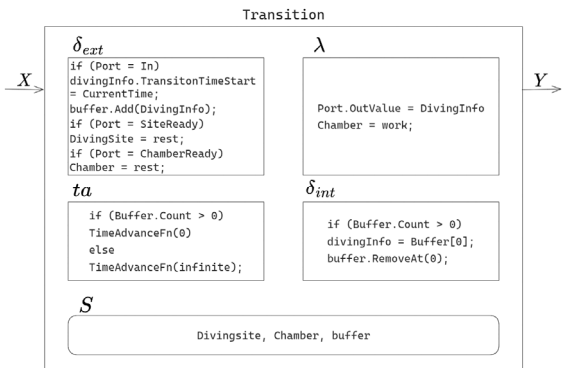 Transition
δext
λ
X
if (Port = In)
divingInfo.TransitonTimeStart
= CurrentTime;
buffer.Add(DivingInfo);
if (Port = SiteReady)
DivingSite = rest;
if (Port = ChamberReady)
Chamber = rest;
Port.OutValue = DivingInfo
Chamber = work;
Y
ta
δint
if (Buffer.Count > 0)
TimeAdvanceFn(0)
else
TimeAdvanceFn(infinite);
if (Buffer.Count > 0)
divingInfo = Buffer[0];
buffer.RemoveAt(0);
S
Divingsite, Chamber, buffer